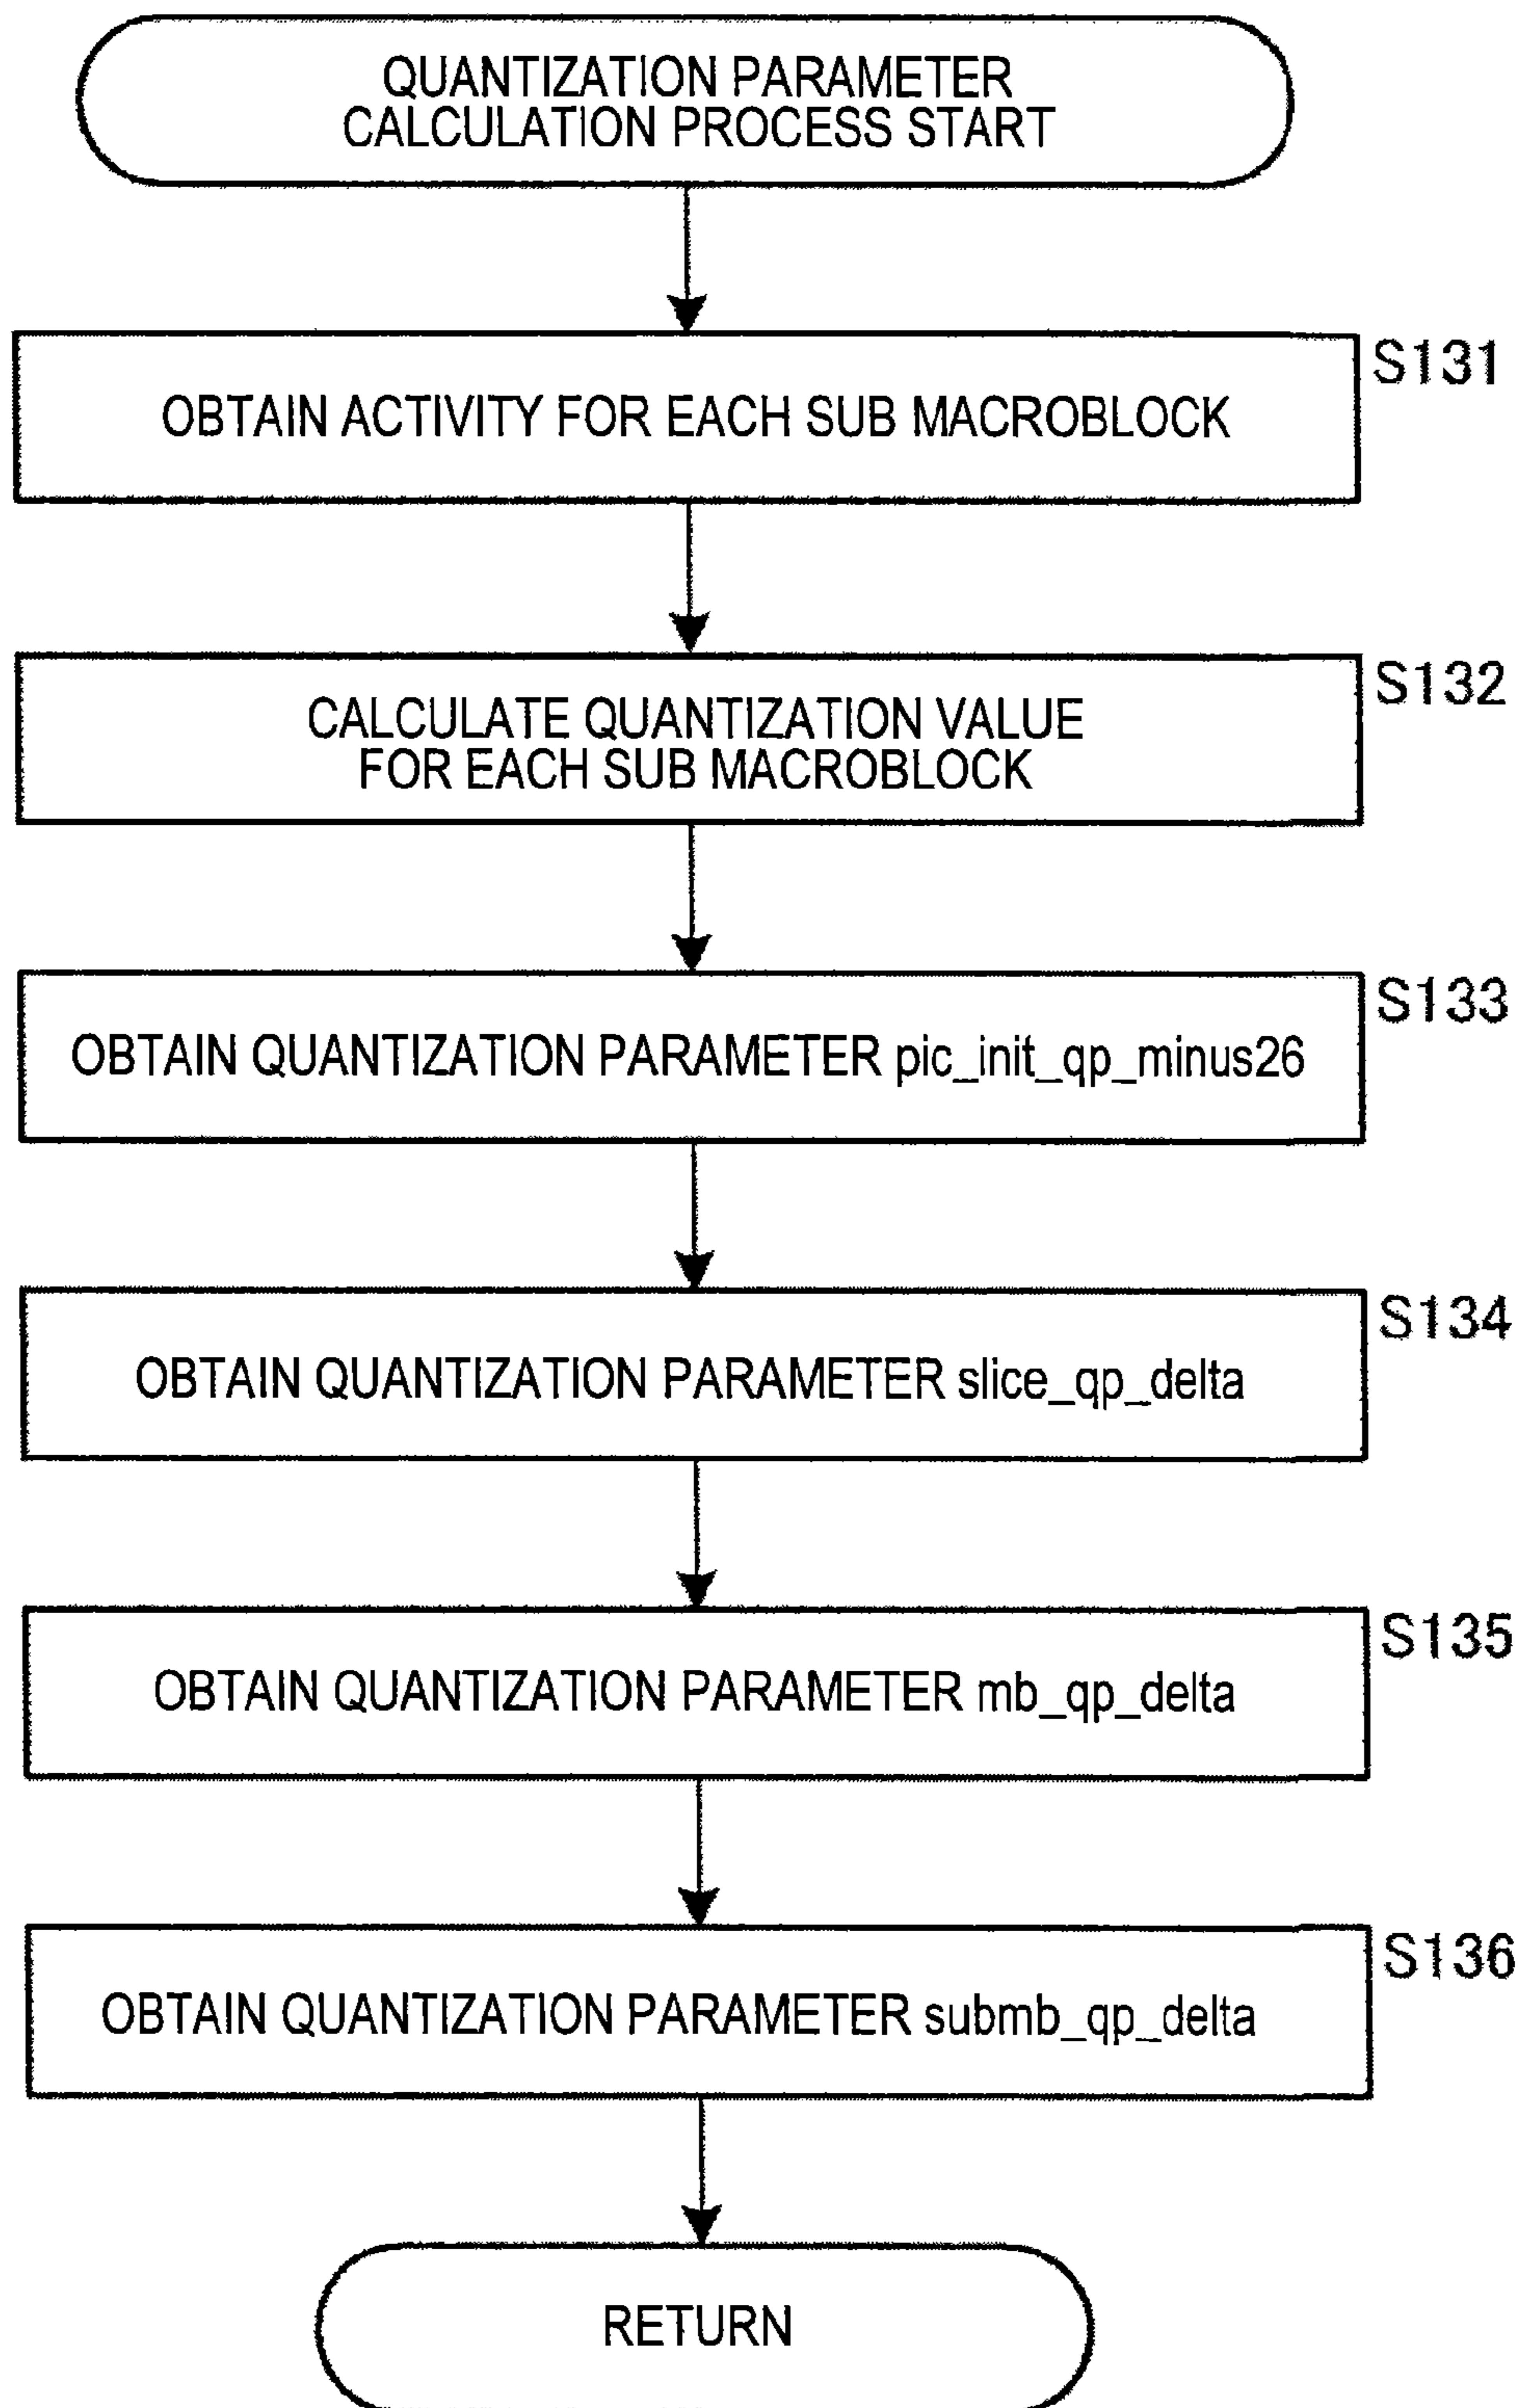 QUANTIZATION PARAMETER
CALCULATION PROCESS START
S131
OBTAIN ACTIVITY FOR EACH SUB MACROBLOCK
S132
CALCULATE QUANTIZATION VALUE
FOR EACH SUB MACROBLOCK
S133
OBTAIN QUANTIZATION PARAMETER pic_init_qp_minus26
S134
OBTAIN QUANTIZATION PARAMETER slice_qp_delta
S135
OBTAIN QUANTIZATION PARAMETER mb_qp_delta
S136
OBTAIN QUANTIZATION PARAMETER submb_qp_delta
RETURN